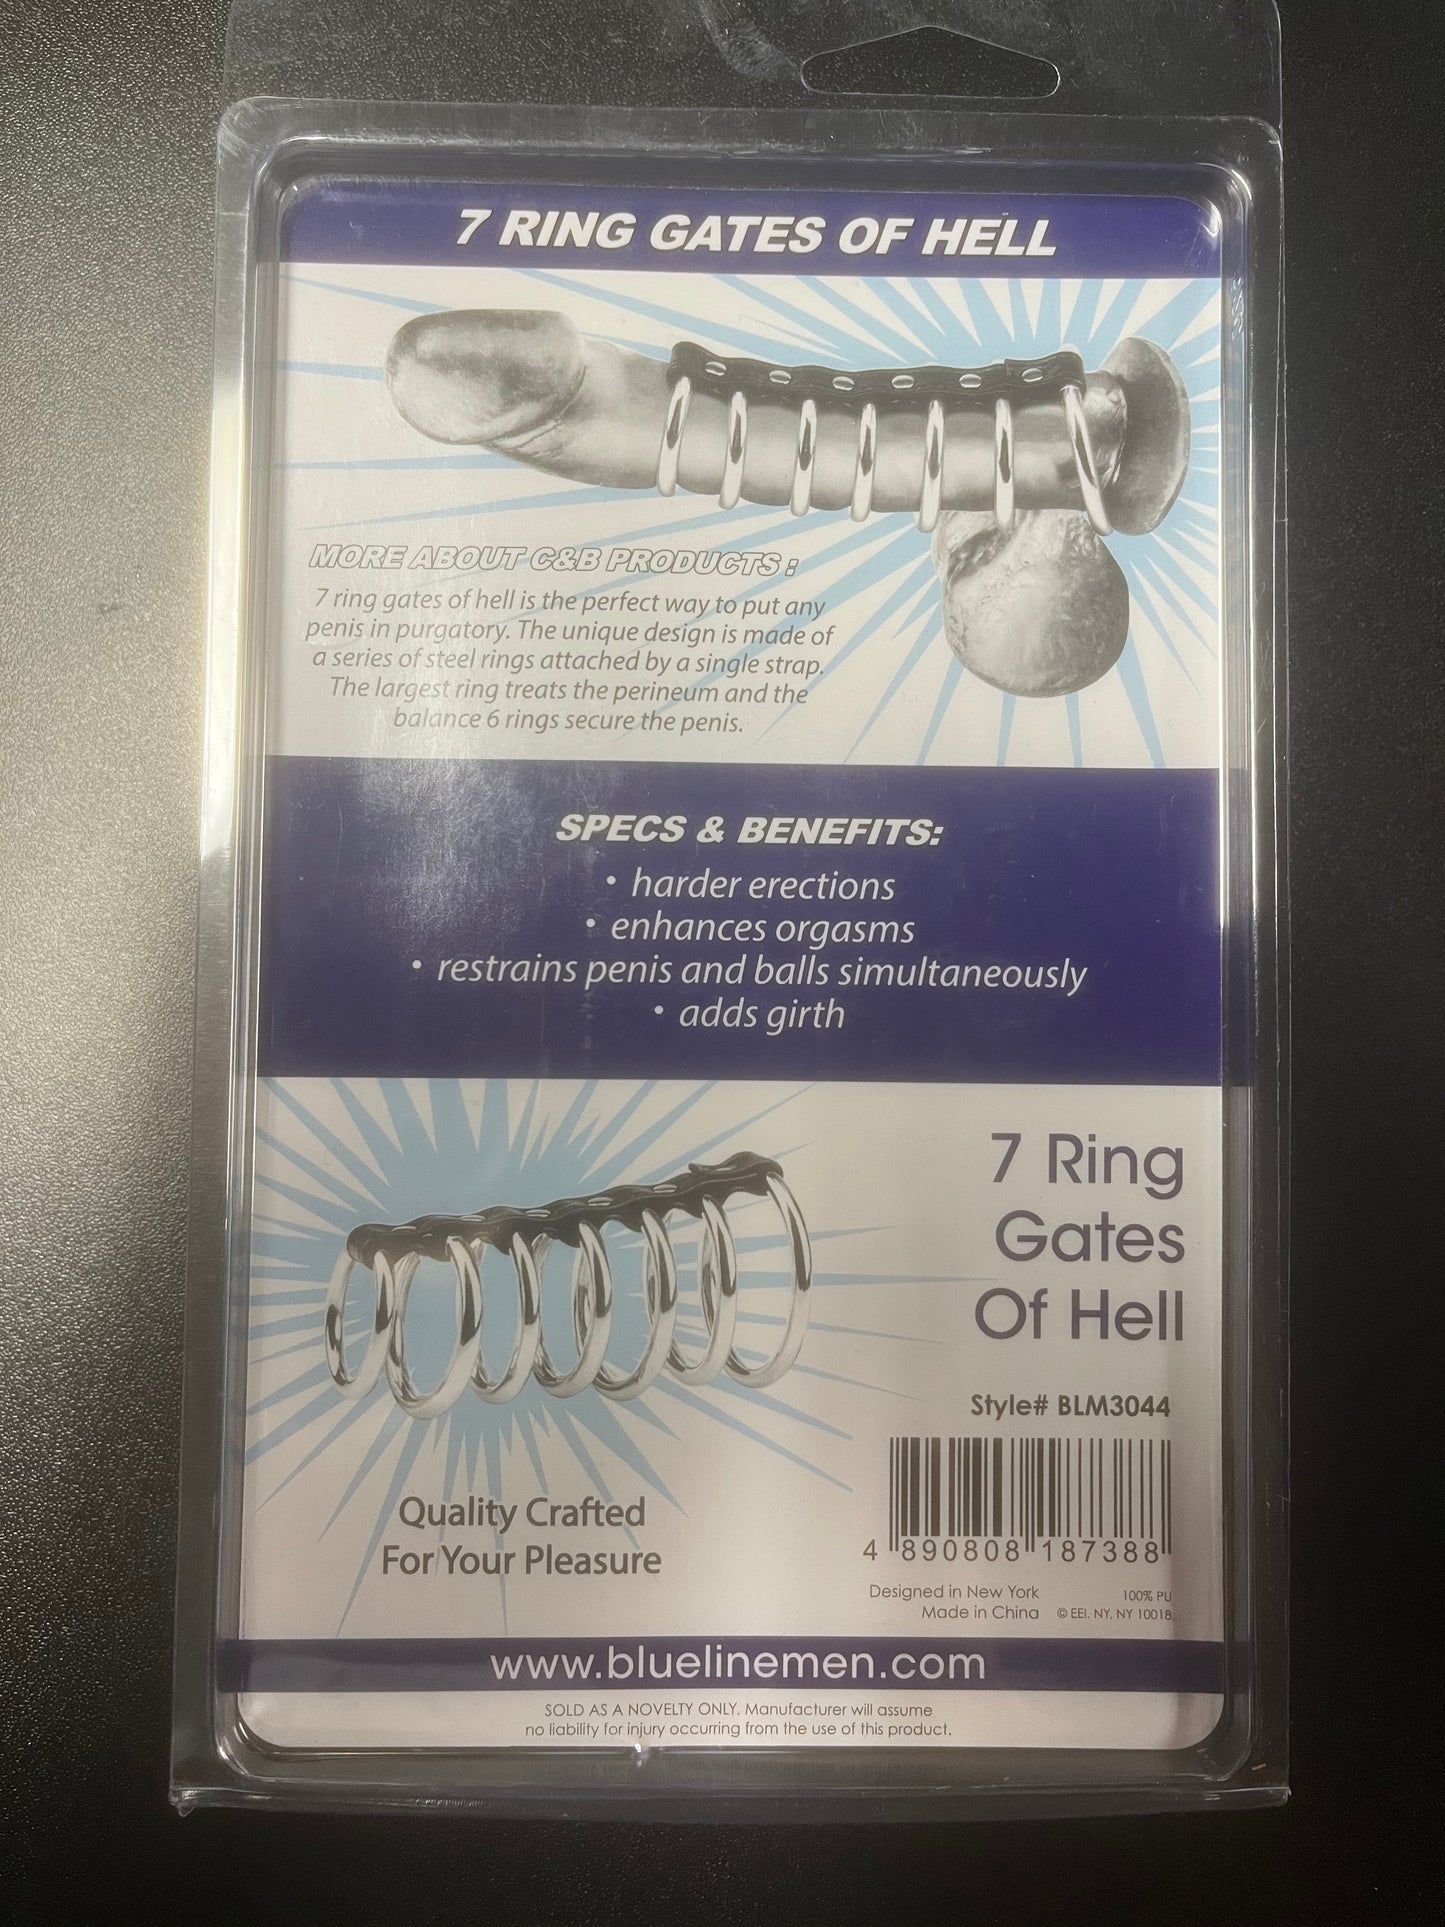 7 RING GATES OF HELL
MORE ABOUT C&B PRODUCTS :
7 ring gates of hell is the perfect way to put any
penis in purgatory. The unique design is made of
a series of steel rings attached by a single strap.
The largest ring treats the perineum and the
balance 6 rings secure the penis.
SPECS & BENEFITS:
• harder erections
• enhances orgasms
• restrains penis and balls simultaneously
• adds girth
7 Ring
Gates
Of Hell
Style# BLM3044
4 890808 187388
Quality Crafted
For Your Pleasure
Designed in New York 100% PU
Made in China © EEI. NY, NY 10018
www.bluelinemen.com
SOLD AS A NOVELTY ONLY. Manufacturer will assume
no liability for injury occurring from the use of this product.